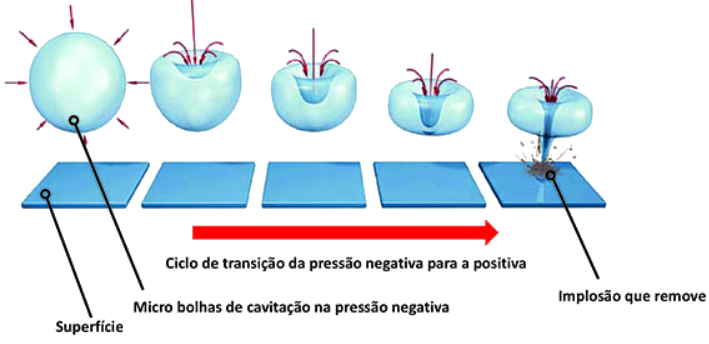 Ciclo de transição da pressão negativa para a positiva
Micro bolhas de cavitação na pressão negativa
Implosão que remove
Superfície